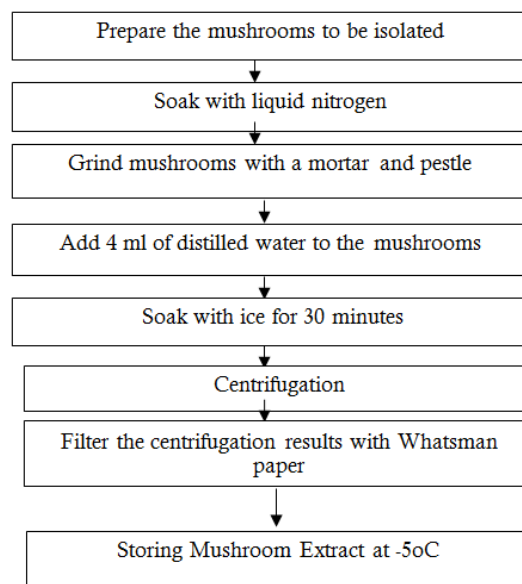 Prepare the mushrooms to be isolated
Soak with liquid nitrogen
Grind mushrooms with a mortar and pestle
Add 4 ml of distilled water to the mushrooms
Soak with ice for 30 minutes
Centrifugation
Filter the centrifugation results with Whatsman
paper
Storing Mushroom Extract at -5oC